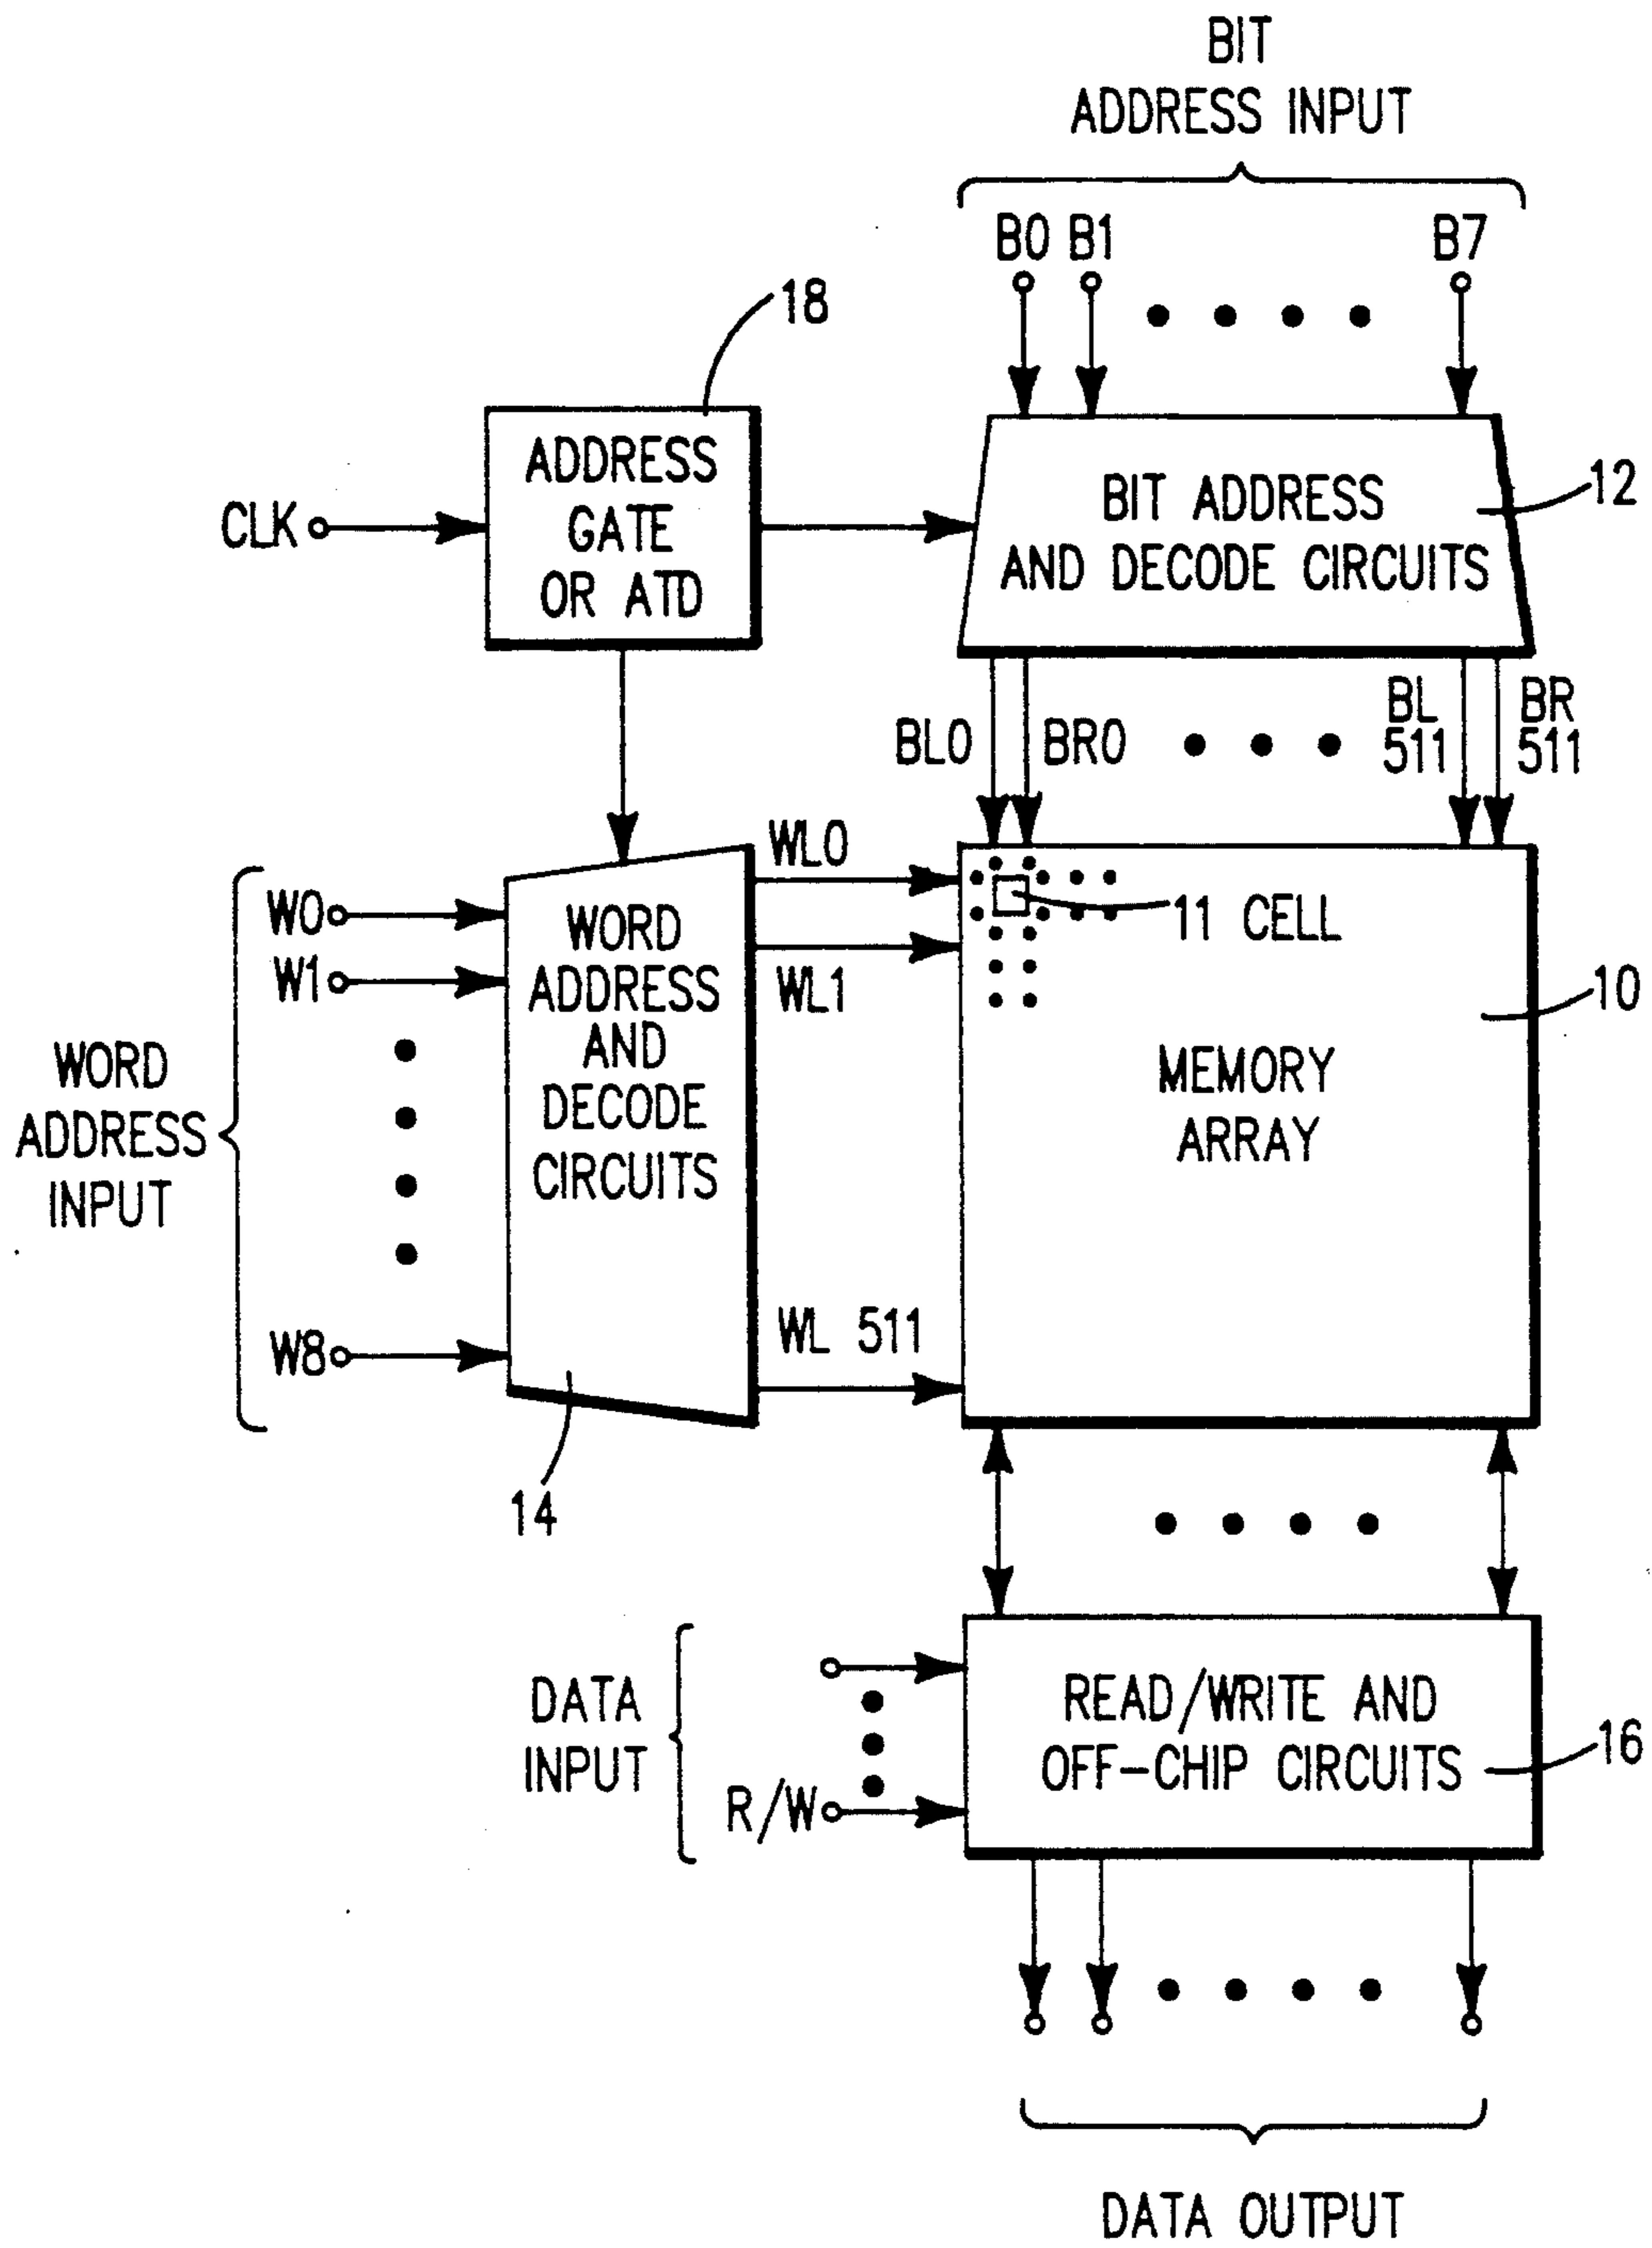 BIT
ADDRESS INPUT
B0 B1 B7
18
ADDRESS
GATE
OR ATD
CLK
BIT ADDRESS
AND DECODE CIRCUITS
12
BL0 BR0
BL
511
BR
511
WL0
WL1
WL 511
W0
W1
W8
WORD
ADDRESS
INPUT
WORD
ADDRESS
AND
DECODE
CIRCUITS
14
11 CELL
10
MEMORY
ARRAY
DATA
INPUT
R/W
READ/WRITE AND
OFF-CHIP CIRCUITS
16
DATA OUTPUT